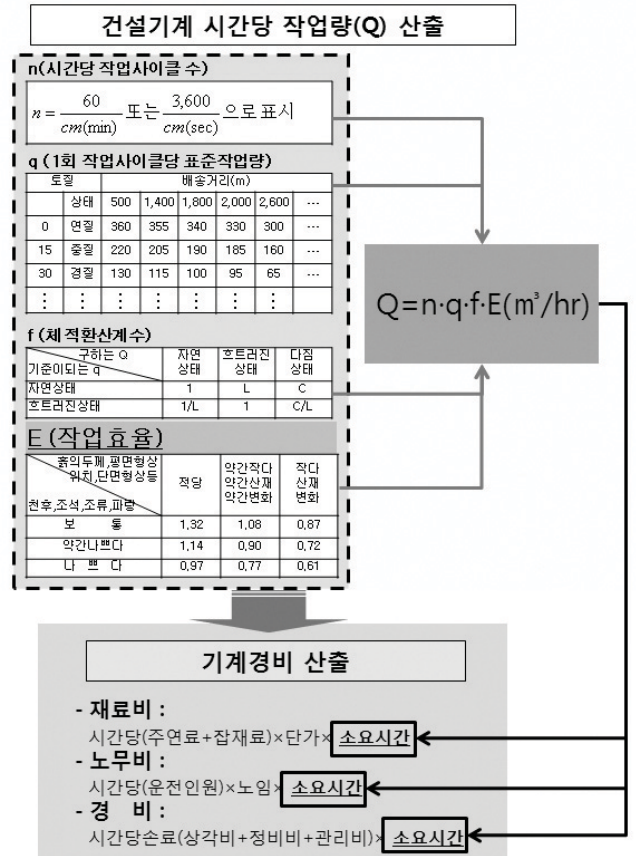 건설기계 시간당 작업량(Q) 산출
n(시간당 작업사이클 수)
n = 60/cm(min) 또는 3,600/cm(sec) 으로 표시
q (1회 작업사이클당 표준작업량)
토질 배송거리(m)
상태 500 1,400 1,800 2,000 2,600 ⋯
0 연질 360 355 340 330 300 ⋯
15 중질 220 205 190 185 160 ⋯
30 경질 130 115 100 95 65 ⋯
⋮ ⋮ ⋮ ⋮ ⋮ ⋮ ⋮ ⋮
Q=n·q·f·E(m³/hr)
f (체적환산계수)
구하는 Q
기준이되는 q
자연 상태
흐트러진 상태
다짐 상태
자연상태 1 L C
흐트러진상태 1/L 1 C/L
E (작업효율)
흙의두께,평면형상
위치,단면형상등
천후,조석,조류,파랑
적당
약간작다
약간산재
약간변화
작다
산재
변화
보 통 1,32 1,08 0,87
약간나쁘다 1,14 0,90 0,72
나 쁘 다 0,97 0,77 0,61
기계경비 산출
- 재료비 :
시간당(주연료+잡재료)×단가× 소요시간
- 노무비 :
시간당(운전인원)×노임× 소요시간
- 경 비 :
시간당손료(상각비+정비비+관리비)× 소요시간